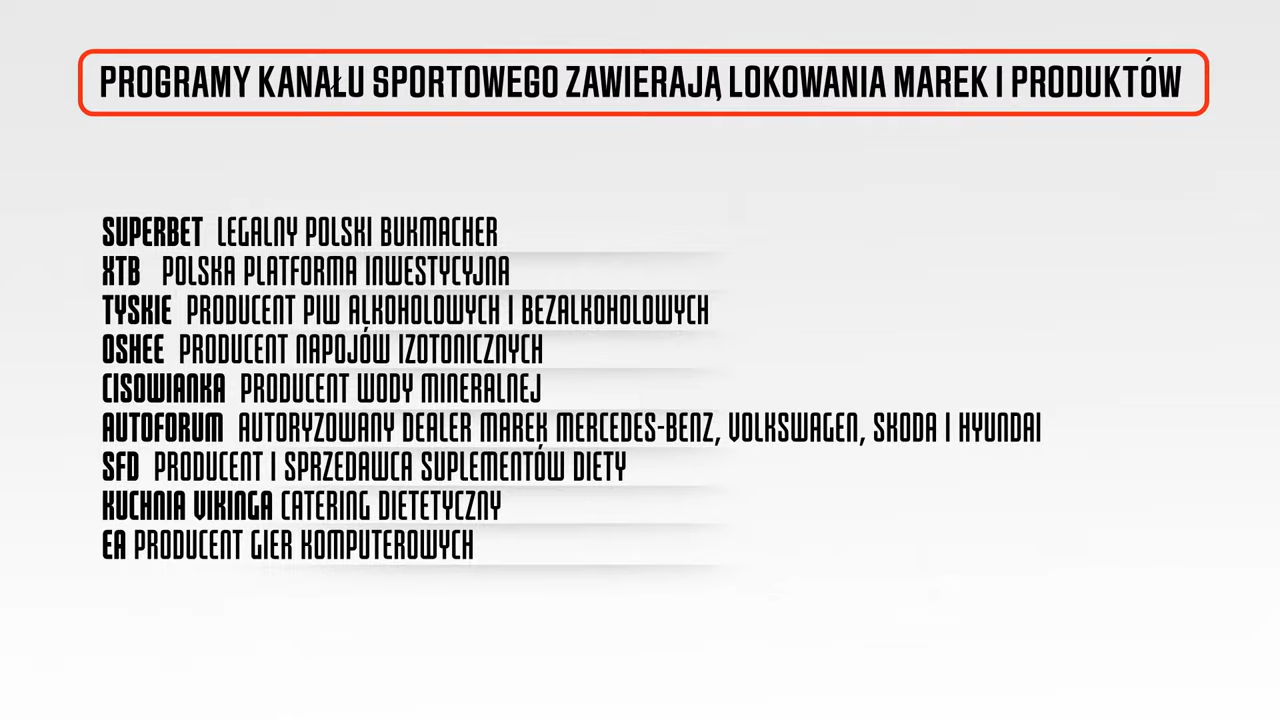 PROGRAMY KANAŁU SPORTOWEGO ZAWIERAJĄ LOKOWANIA MAREK I PRODUKTÓW
SUPERBET LEGALNY POLSKI BUKMACHER
XTB POLSKA PLATFORMA INWESTYCYJNA
TYSKIE PRODUCENT PIW ALKOHOLOWYCH I BEZALKOHOLOWYCH
OSHEE PRODUCENT NAPOJÓW IZOTONICZNYCH
CISOWIANKA PRODUCENT WODY MINERALNEJ
AUTOFORUM AUTORYZOWANY DEALER MAREK MERCEDES-BENZ, VOLKSWAGEN, SKODA I HYUNDAI
SFD PRODUCENT I SPRZEDAWCA SUPLEMENTÓW DIETY
KUCHNIA VIKINGA CATERING DIETETYCZNY
EA PRODUCENT GIER KOMPUTEROWYCH